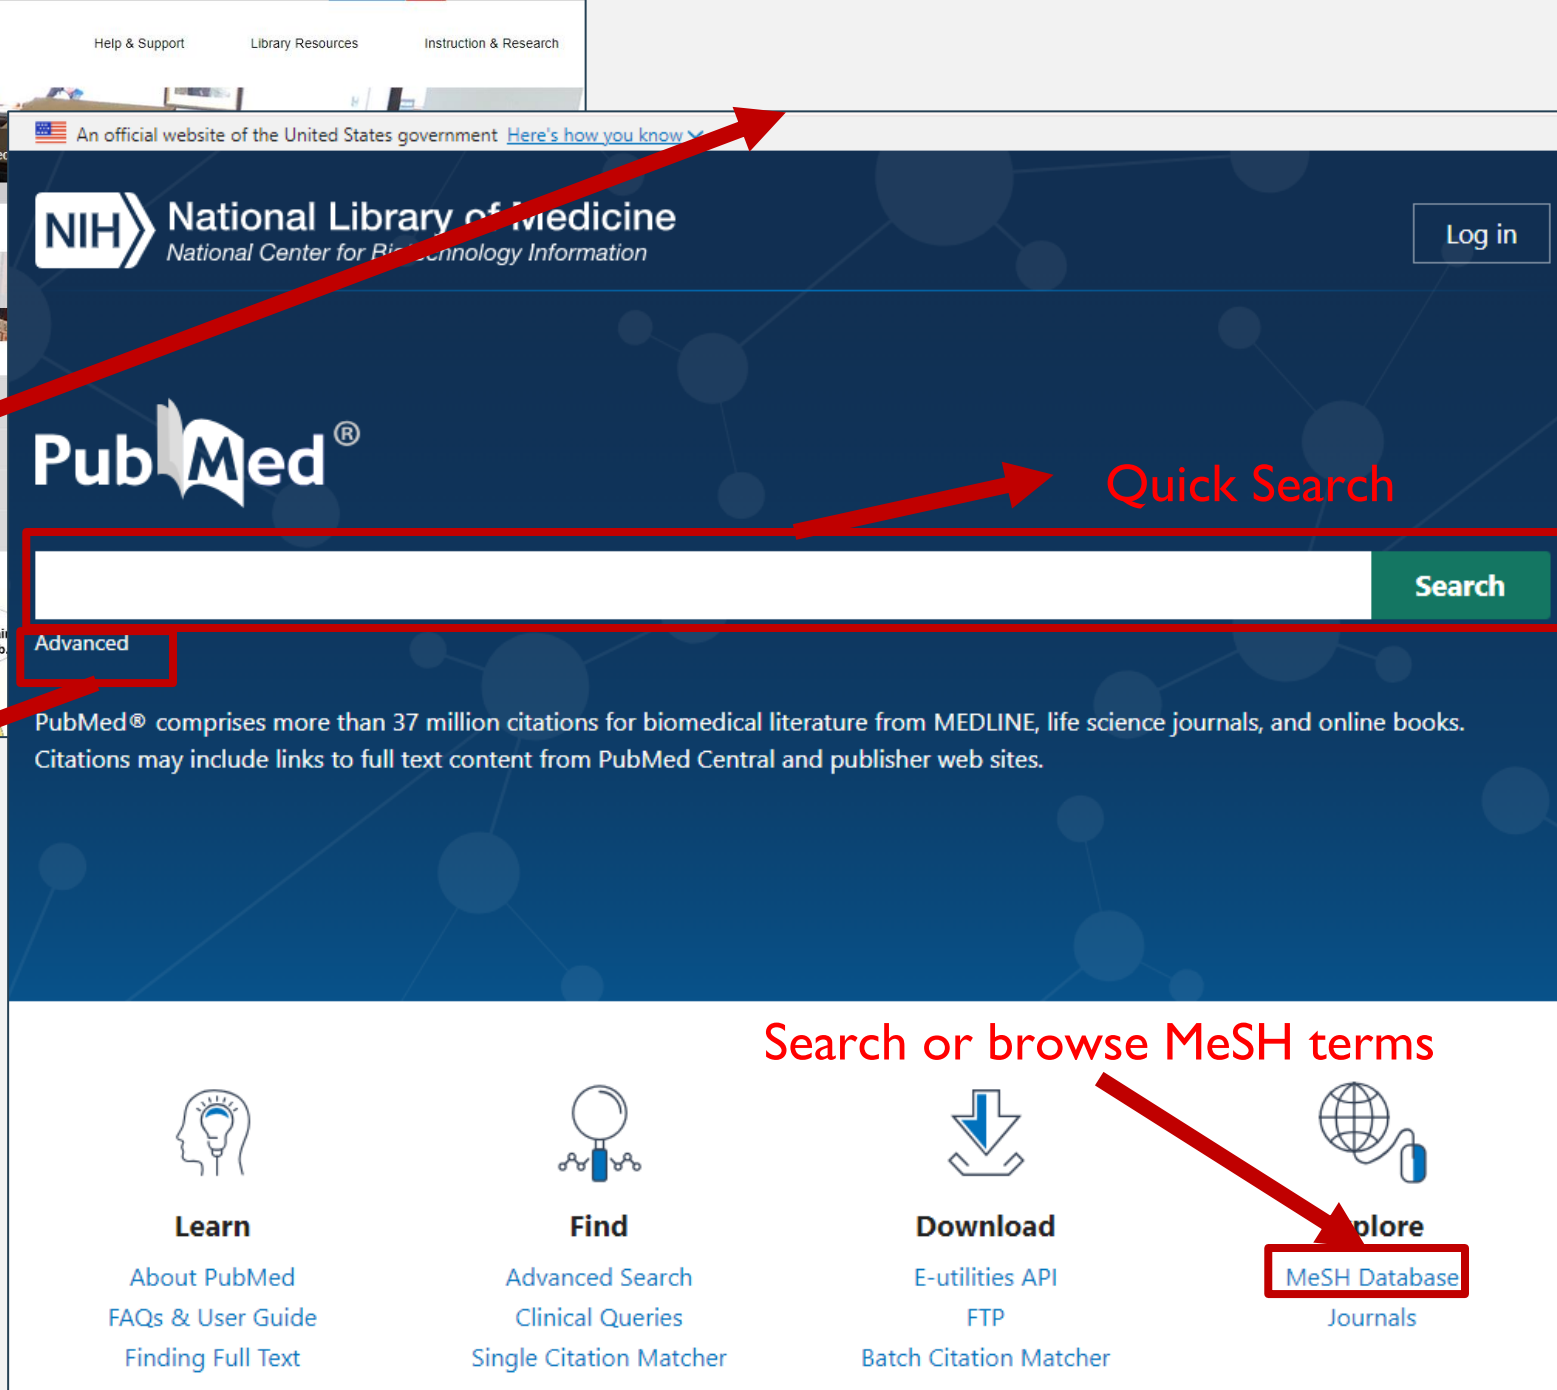 Help & Support Library Resources Instruction & Research
An official website of the United States government Here's how you know
NIH National Library of Medicine
National Center for Biotechnology Information
Log in
PubMed®
Quick Search
Search
Advanced
PubMed® comprises more than 37 million citations for biomedical literature from MEDLINE, life science journals, and online books.
Citations may include links to full text content from PubMed Central and publisher web sites.
Search or browse MeSH terms
Learn Find Download plore
About PubMed Advanced Search E-utilities API MeSH Database
FAQs & User Guide Clinical Queries FTP Journals
Finding Full Text Single Citation Matcher Batch Citation Matcher